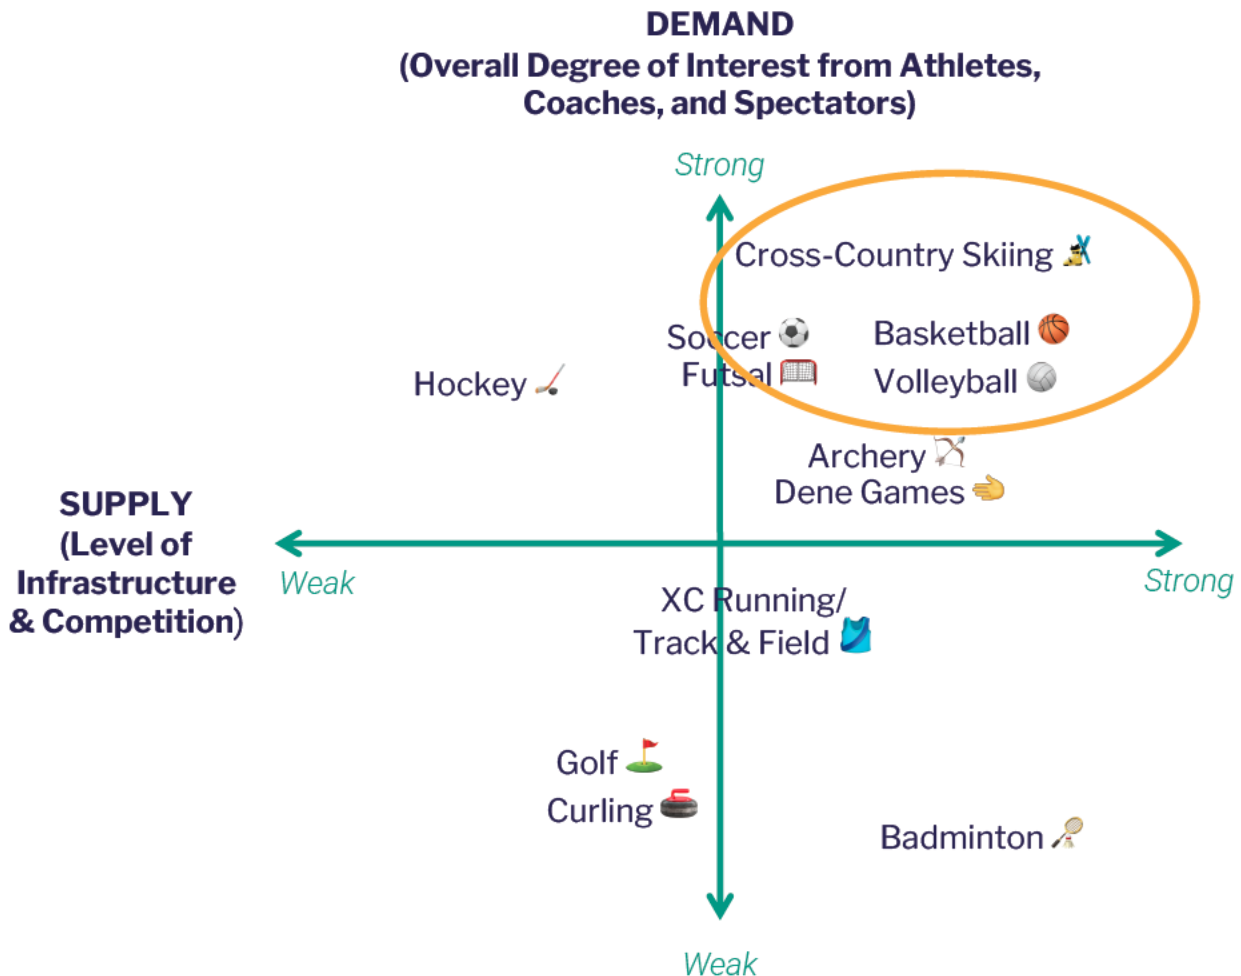 DEMAND
(Overall Degree of Interest from Athletes,
Coaches, and Spectators)
Strong
Cross-Country Skiing
Soccer
Basketball
Futsal
Volleyball
Hockey
Archery
Dene Games
SUPPLY
(Level of
Infrastructure
& Competition)
Weak
Strong
XC Running/
Track & Field
Golf
Curling
Badminton
Weak